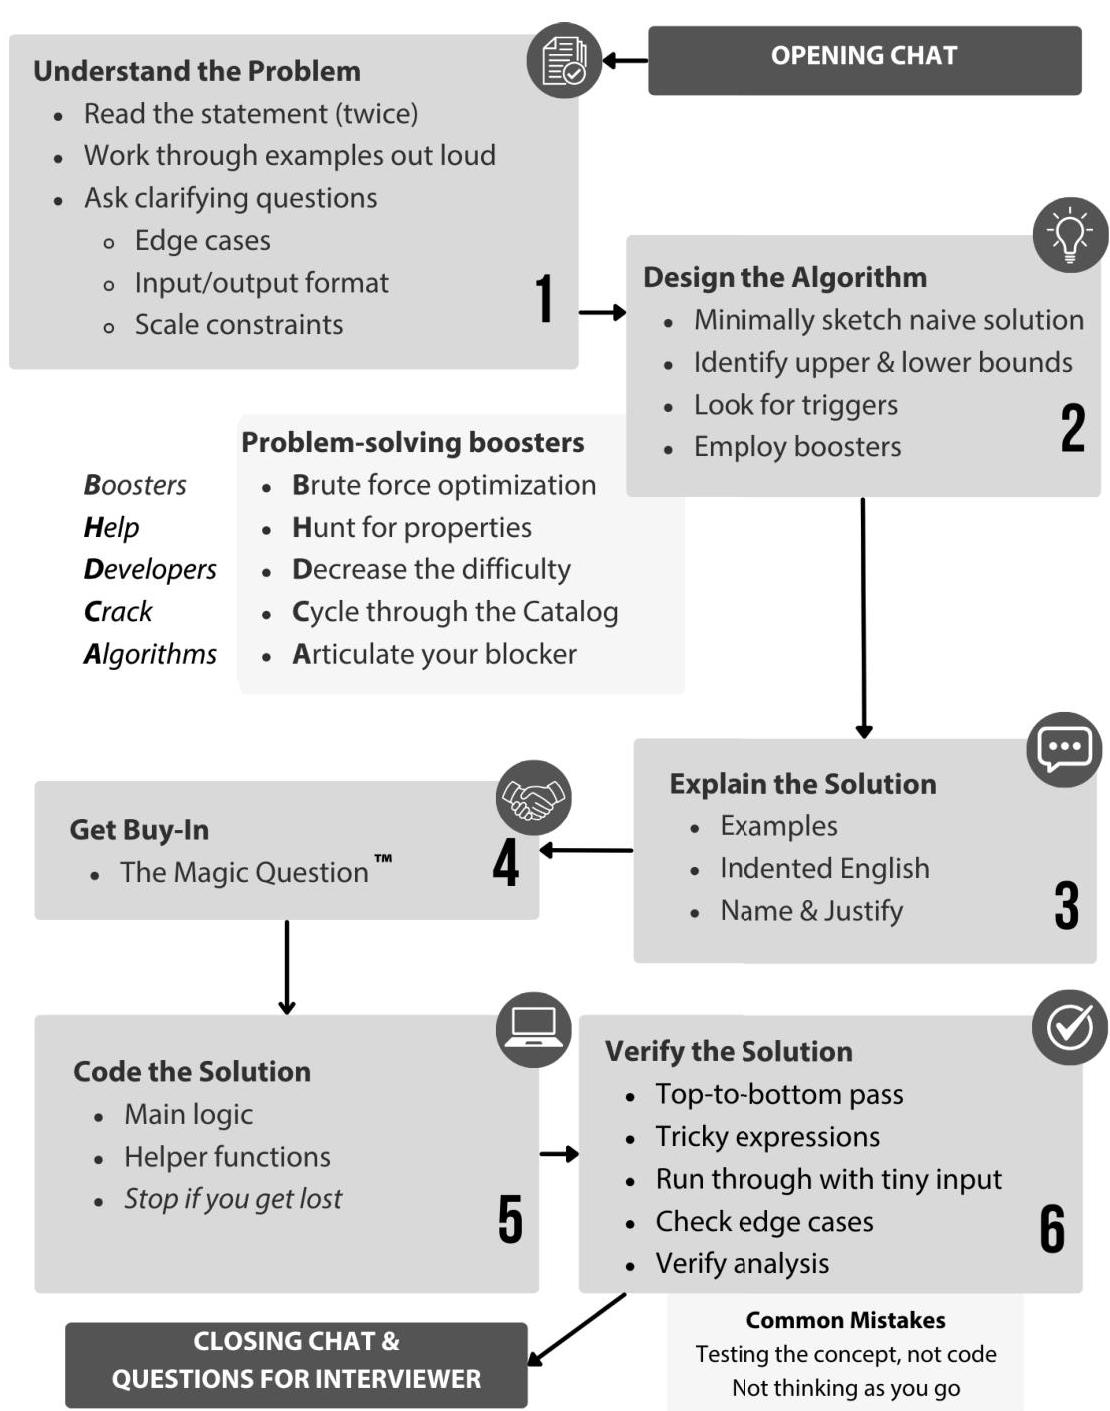 OPENING CHAT
Understand the Problem
• Read the statement (twice)
• Work through examples out loud
• Ask clarifying questions
◦ Edge cases
◦ Input/output format
◦ Scale constraints
1
Design the Algorithm
• Minimally sketch naive solution
• Identify upper & lower bounds
• Look for triggers
• Employ boosters
2
Problem-solving boosters
Boosters • Brute force optimization
Help • Hunt for properties
Developers • Decrease the difficulty
Crack • Cycle through the Catalog
Algorithms • Articulate your blocker
Explain the Solution
• Examples
• Indented English
• Name & Justify
3
Get Buy-In
• The Magic Question™
4
Code the Solution
• Main logic
• Helper functions
• Stop if you get lost
5
Verify the Solution
• Top-to-bottom pass
• Tricky expressions
• Run through with tiny input
• Check edge cases
• Verify analysis
6
Common Mistakes
Testing the concept, not code
Not thinking as you go
CLOSING CHAT &
QUESTIONS FOR INTERVIEWER